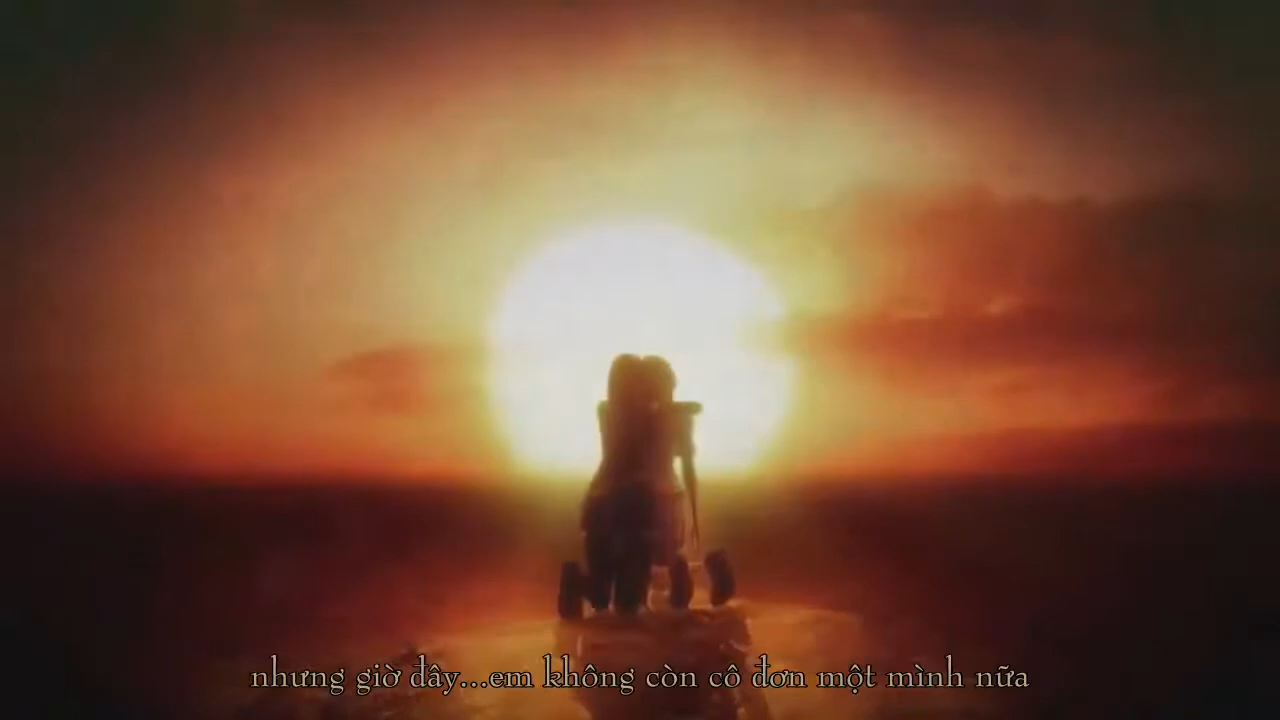 nhưng giờ đây...em không còn cô đơn một mình nữa